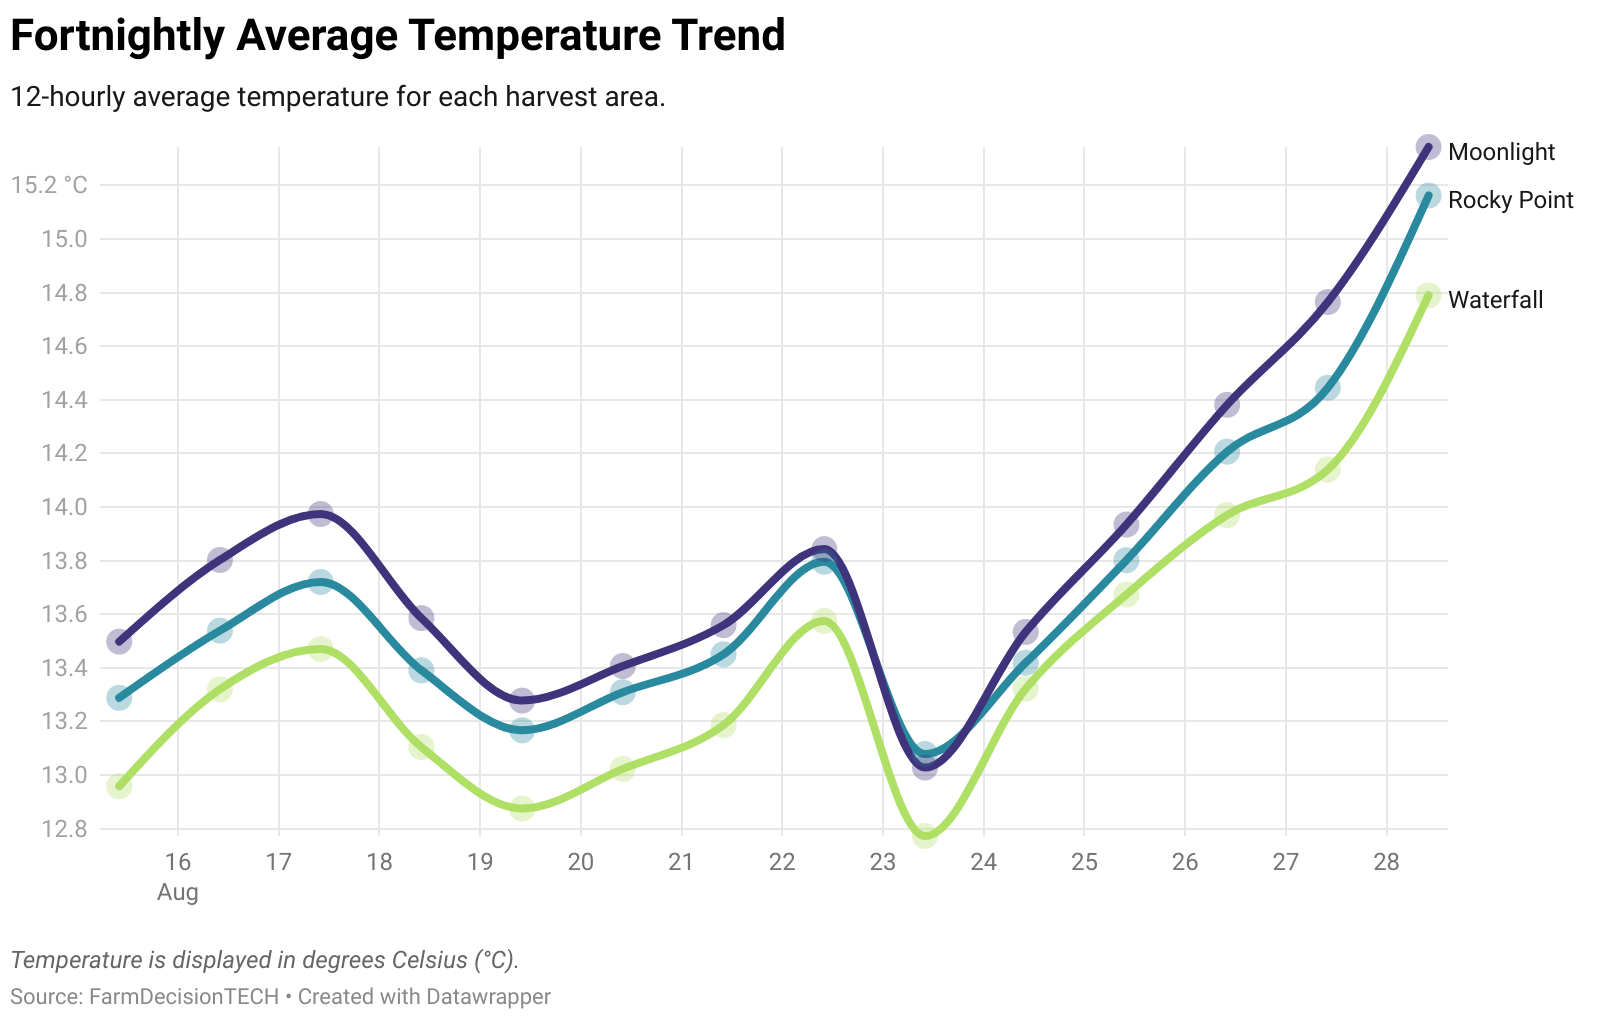 Fortnightly Average Temperature Trend
12-hourly average temperature for each harvest area.
Moonlight
15.2 °C
Rocky Point
15.0
14.8
Waterfall
14.6
14.4
14.2
14.0
13.8
13.6
13.4
13.2
13.0
12.8
16 17 18 19 20 21 22 23 24 25 26 27 28
Aug
Temperature is displayed in degrees Celsius (°C).
Source: FarmDecisionTECH • Created with Datawrapper